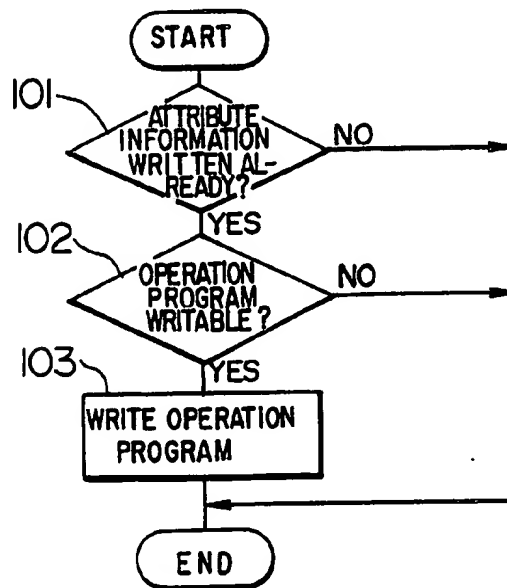 START
101
ATTRIBUTE
INFORMATION
WRITTEN AL-
READY?
NO
YES
102
OPERATION
PROGRAM
WRITABLE?
NO
YES
103
WRITE OPERATION
PROGRAM
END